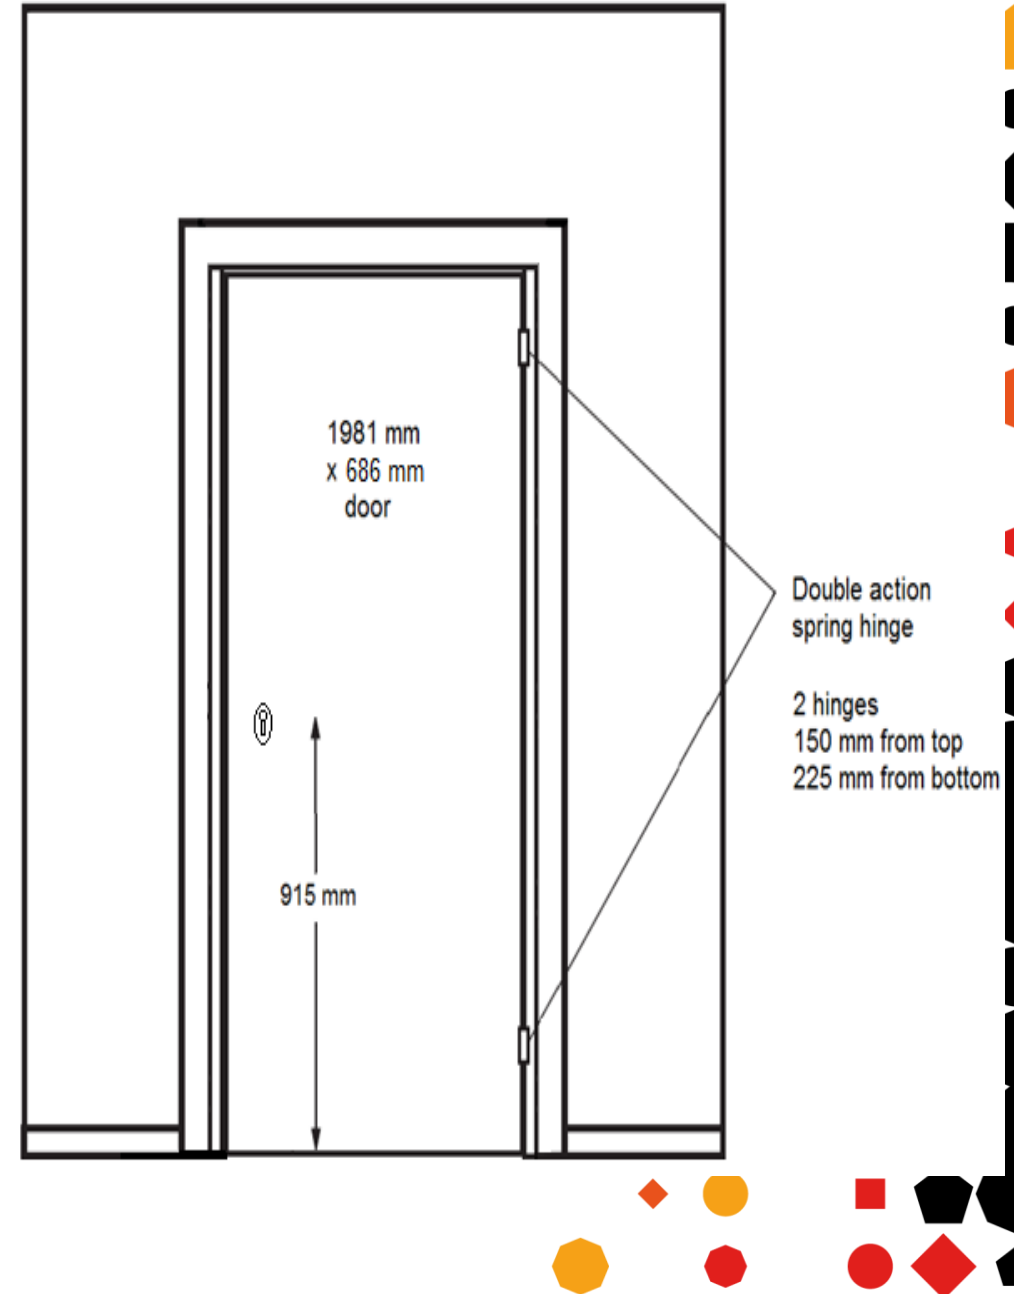 1981 mm
x 686 mm
door
Double action
spring hinge
2 hinges
150 mm from top
225 mm from bottom
915 mm